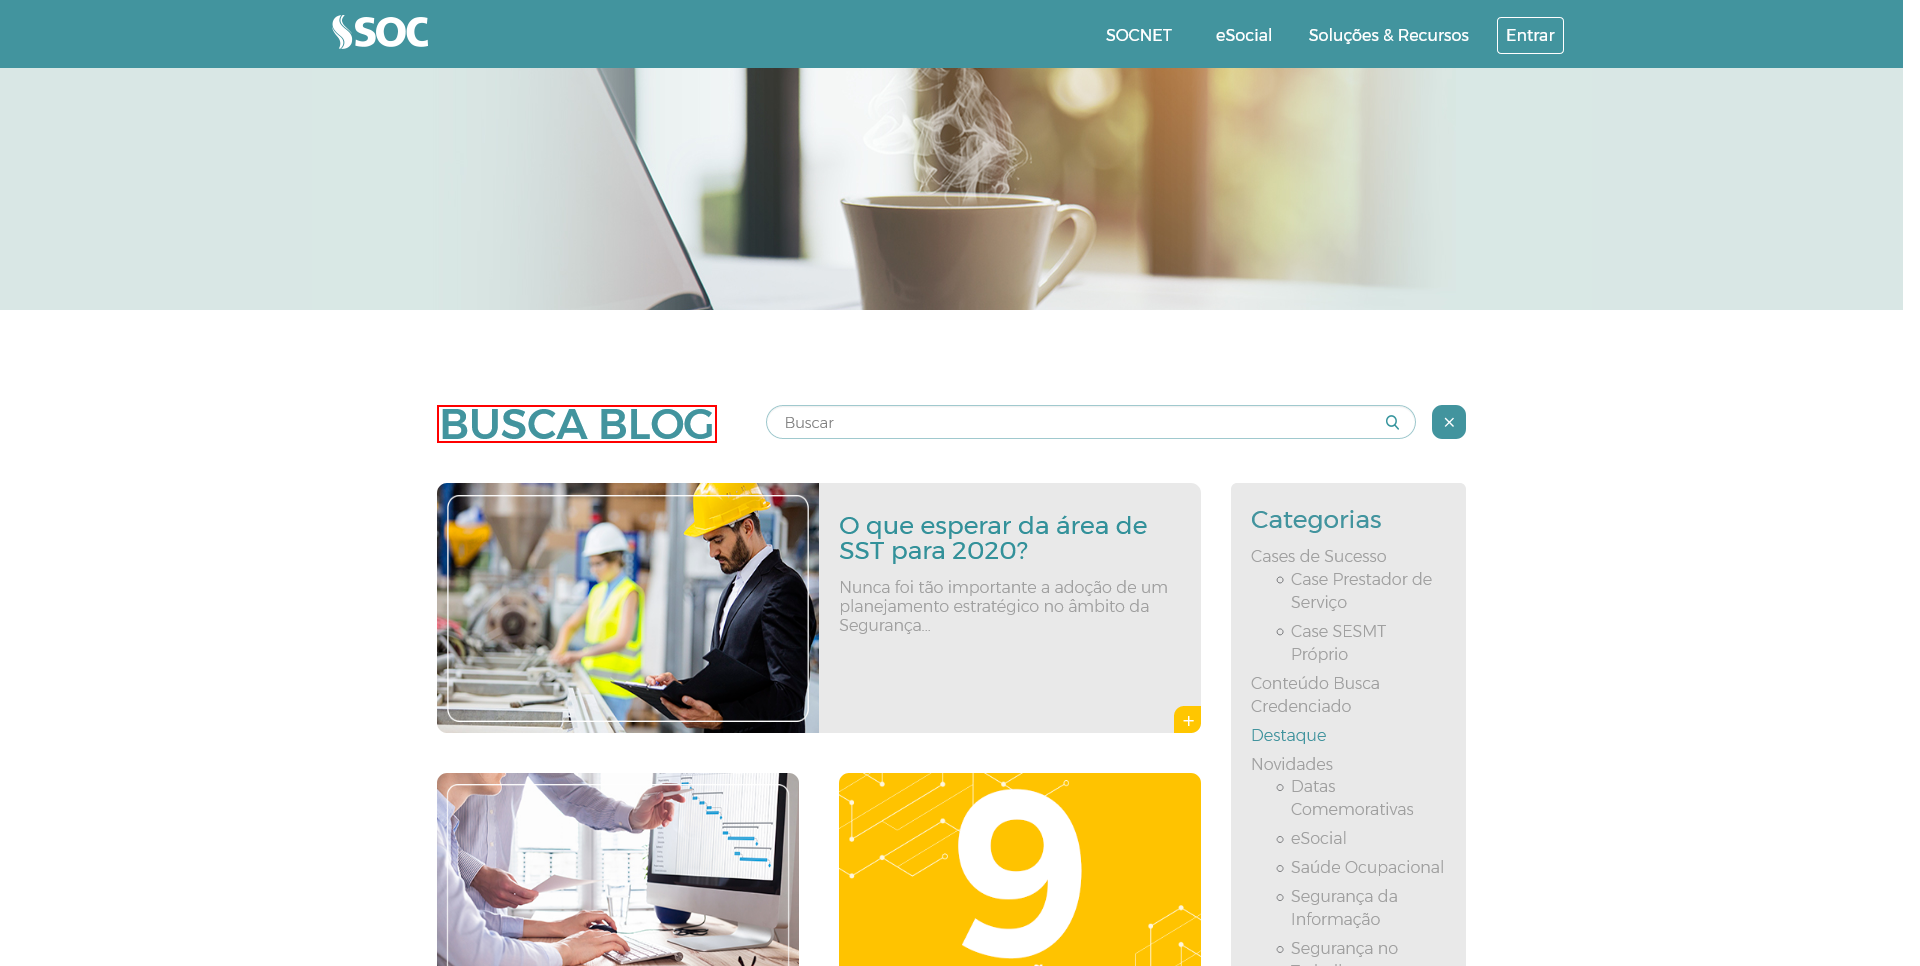 SOC
SOCNET
eSocial
Soluções & Recursos
Entrar
BUSCA BLOG
Buscar
O que esperar da área de
SST para 2020?
Nunca foi tão importante a adoção de um
planejamento estratégico no âmbito da
Segurança...
+
9
Categorias
Cases de Sucesso
Case Prestador de
Serviço
Case SESMT
Próprio
Conteúdo Busca
Credenciado
Destaque
Novidades
Datas
Comemorativas
eSocial
Saúde Ocupacional
Segurança da
Informação
Segurança no